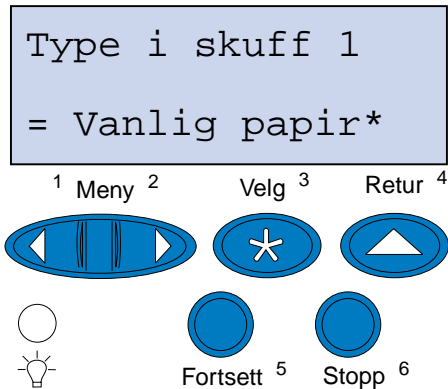 Type i skuff 1
= Vanlig papir*
1 Meny 2 Velg 3 Retur 4
Fortsett 5 Stopp 6